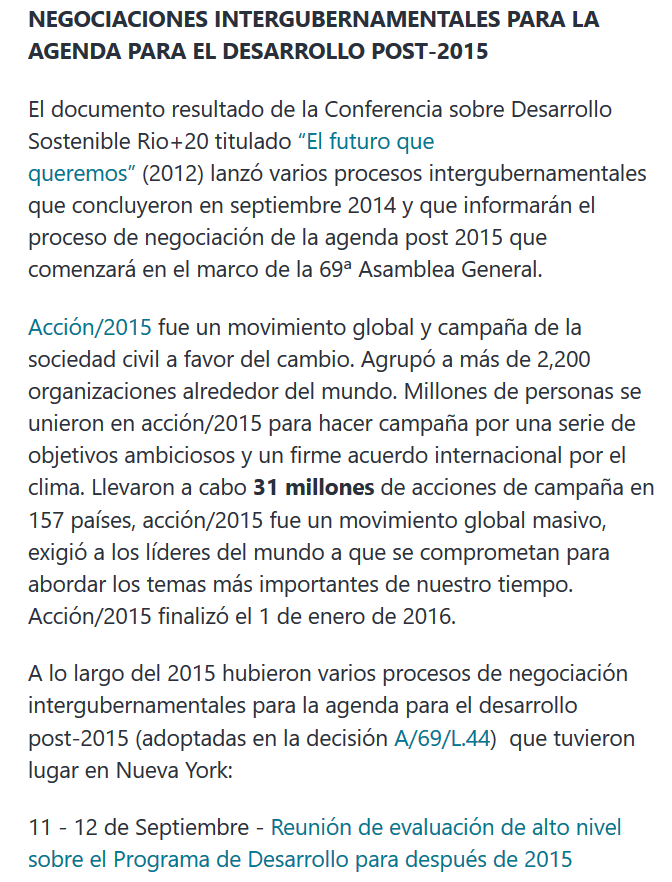 NEGOCIACIONES INTERGUBERNAMENTALES PARA LA
AGENDA PARA EL DESARROLLO POST-2015
El documento resultado de la Conferencia sobre Desarrollo
Sostenible Rio+20 titulado “El futuro que
queremos” (2012) lanzó varios procesos intergubernamentales
que concluyeron en septiembre 2014 y que informarán el
proceso de negociación de la agenda post 2015 que
comenzará en el marco de la 69ª Asamblea General.
Acción/2015 fue un movimiento global y campaña de la
sociedad civil a favor del cambio. Agrupó a más de 2,200
organizaciones alrededor del mundo. Millones de personas se
unieron en acción/2015 para hacer campaña por una serie de
objetivos ambiciosos y un firme acuerdo internacional por el
clima. Llevaron a cabo 31 millones de acciones de campaña en
157 países, acción/2015 fue un movimiento global masivo,
exigió a los líderes del mundo a que se comprometan para
abordar los temas más importantes de nuestro tiempo.
Acción/2015 finalizó el 1 de enero de 2016.
A lo largo del 2015 hubieron varios procesos de negociación
intergubernamentales para la agenda para el desarrollo
post-2015 (adoptadas en la decisión A/69/L.44)  que tuvieron
lugar en Nueva York:
11 - 12 de Septiembre - Reunión de evaluación de alto nivel
sobre el Programa de Desarrollo para después de 2015